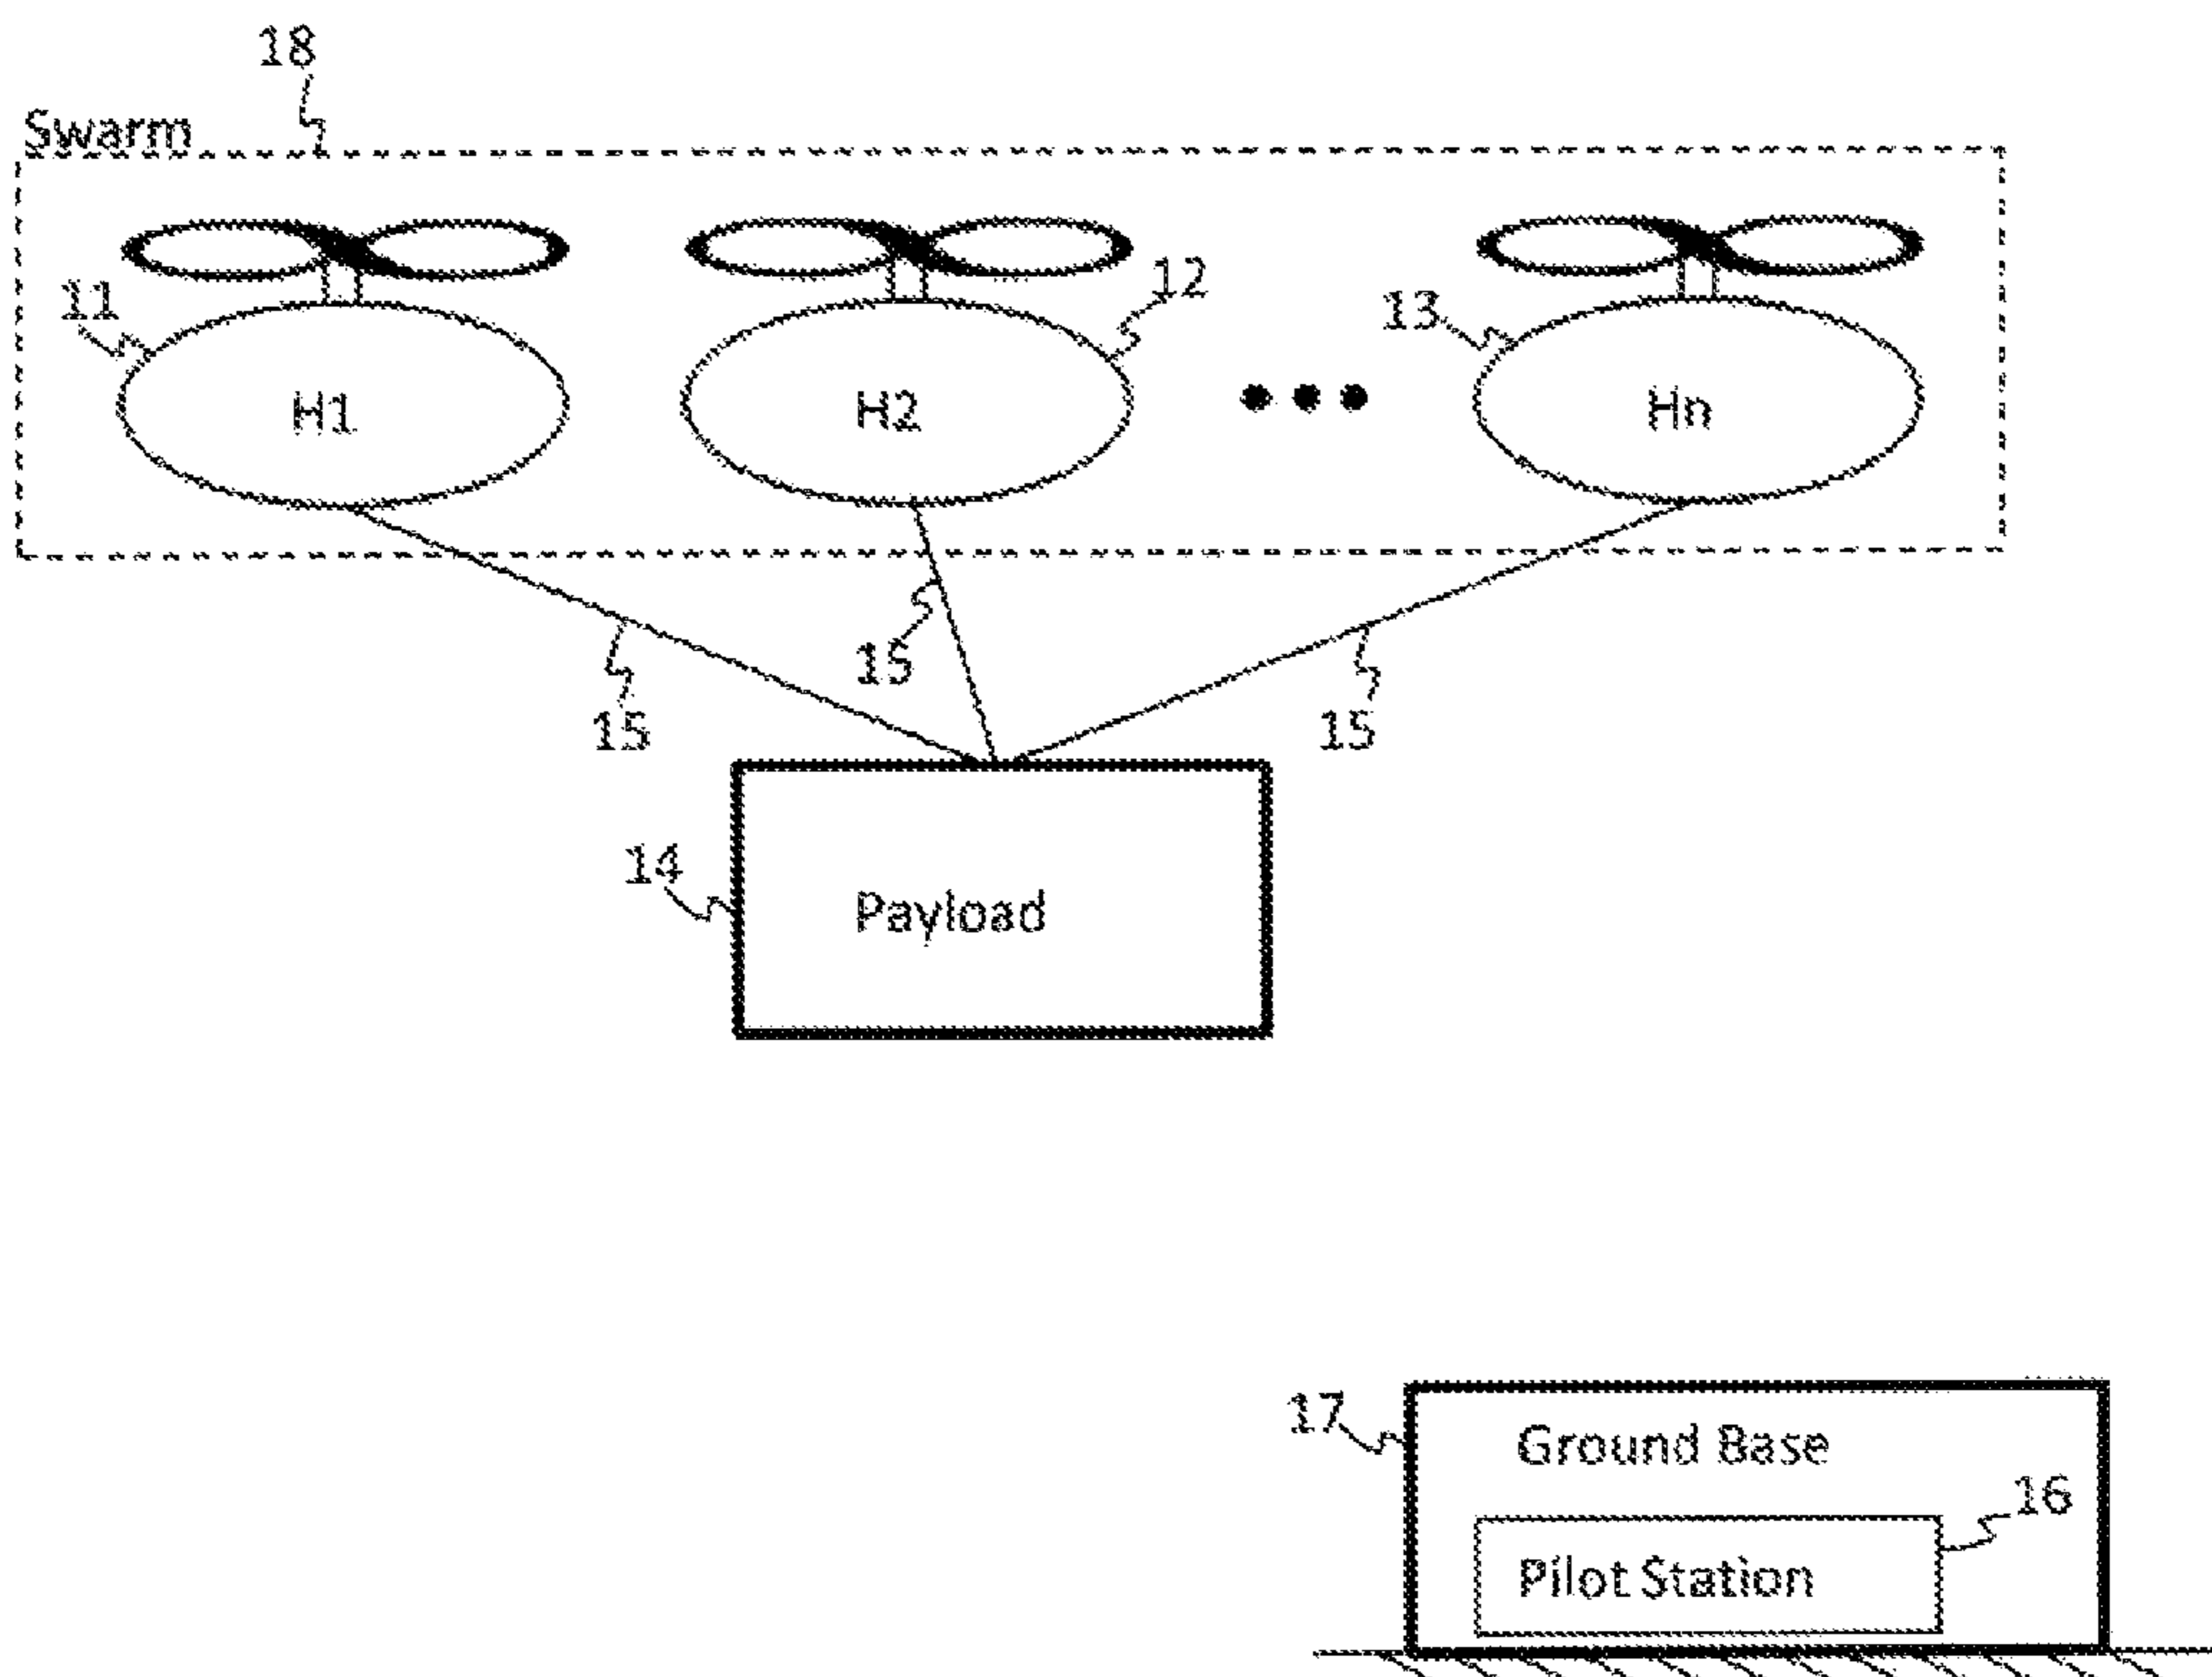 18
Swarm
11
12
13
H1
H2
Hn
15
15
15
14
Payload
17
Ground Base
16
Pilot Station